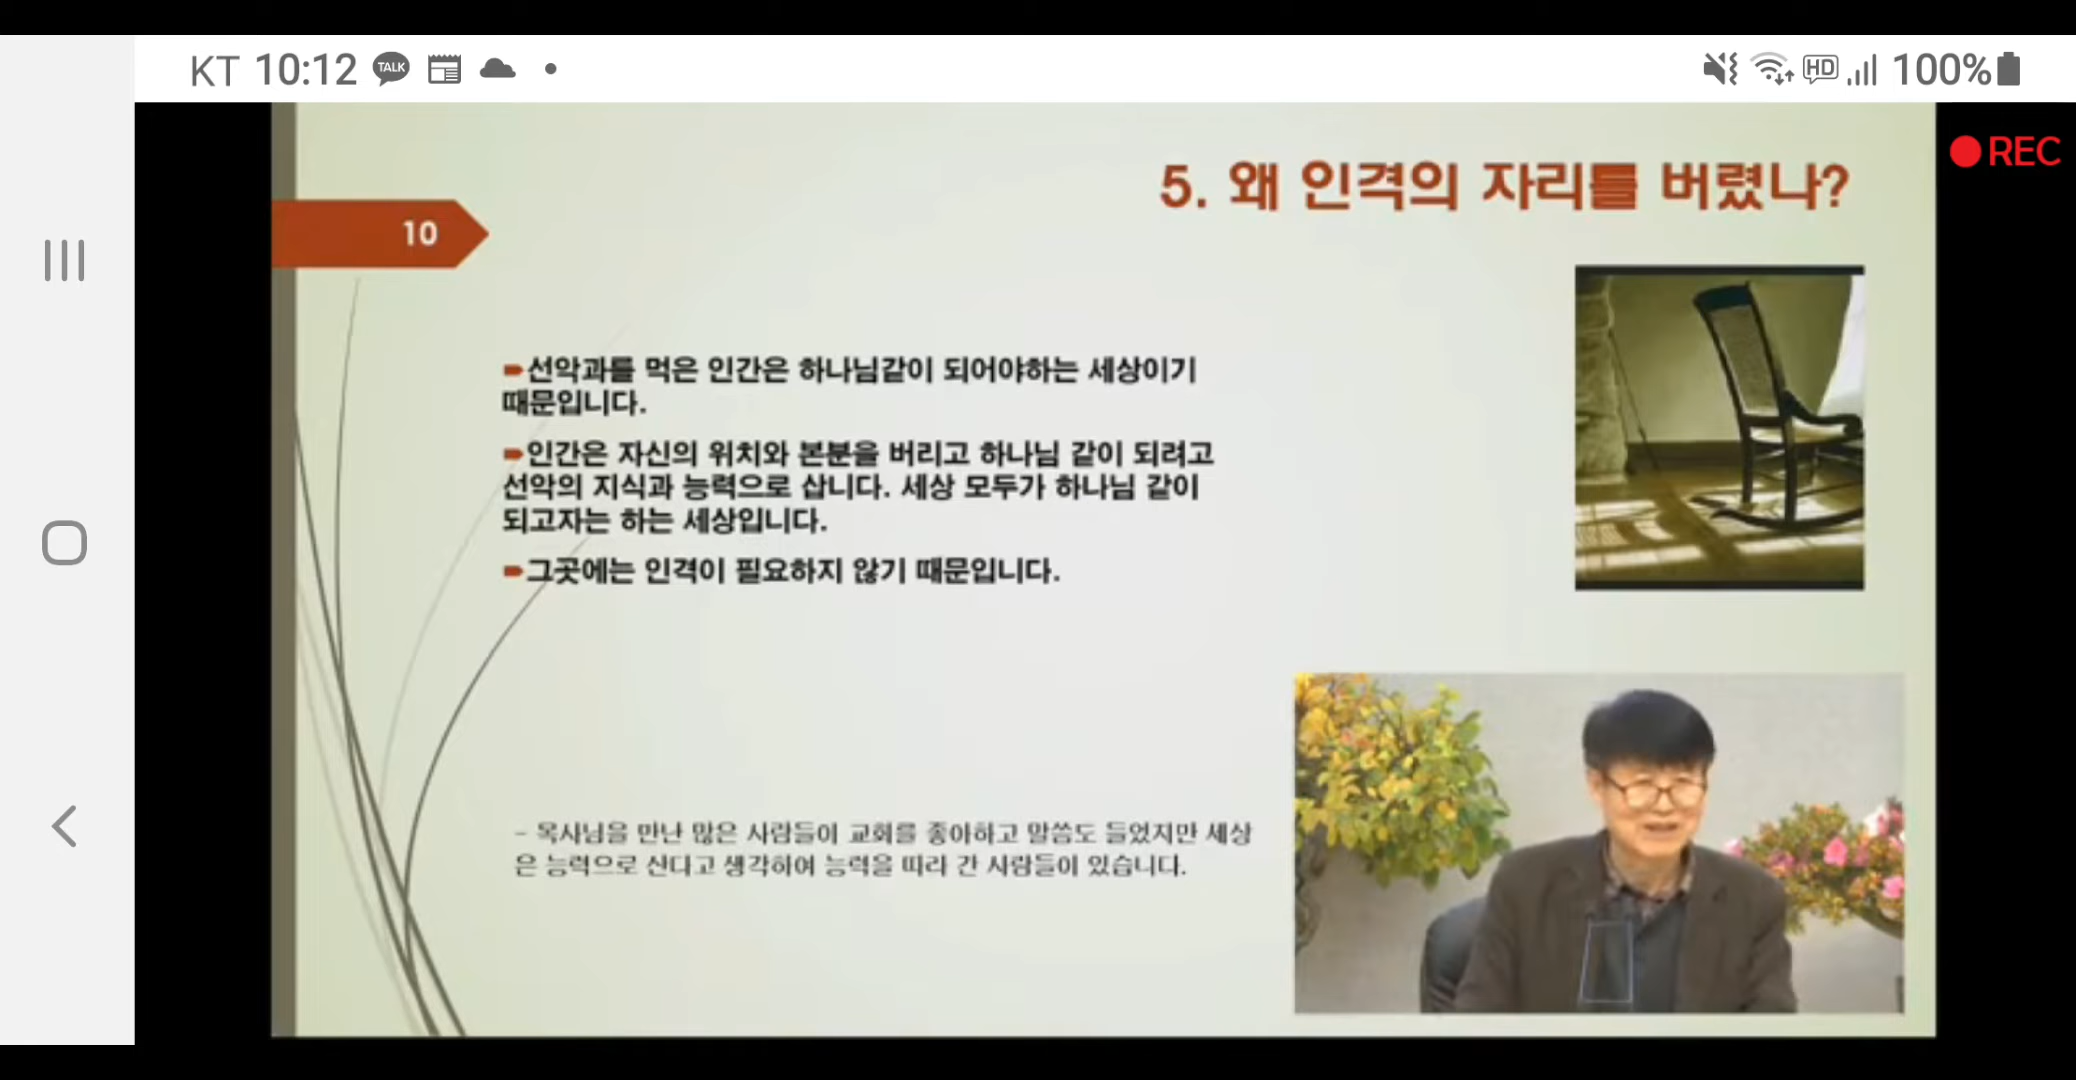 KT 10:12 TALK
HD 100%
REC
5. 왜 인격의 자리를 버렸나?
10
선악과를 먹은 인간은 하나님같이 되어야하는 세상이기
때문입니다.
인간은 자신의 위치와 본분을 버리고 하나님 같이 되려고
선악의 지식과 능력으로 삽니다. 세상 모두가 하나님 같이
되고자는 하는 세상입니다.
그곳에는 인격이 필요하지 않기 때문입니다.
- 목사님을 만난 많은 사람들이 교회를 좋아하고 말씀도 들었지만 세상
은 능력으로 산다고 생각하여 능력을 따라 간 사람들이 있습니다.